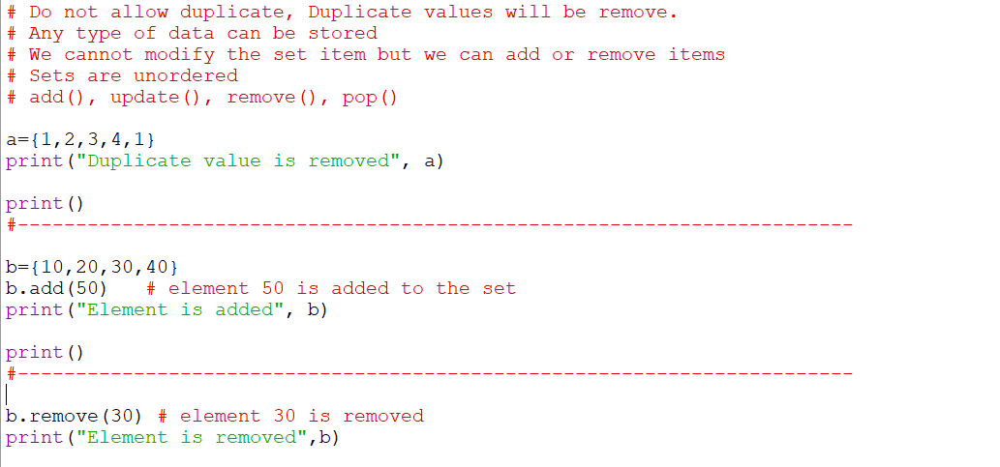 # Do not allow duplicate, Duplicate values will be remove.
# Any type of data can be stored
# We cannot modify the set item but we can add or remove items
# Sets are unordered
# add(), update(), remove(), pop()
a={1,2,3,4,1}
print("Duplicate value is removed", a)
print()
#------------------------------------------------------------------------
b={10,20,30,40}
b.add(50)   # element 50 is added to the set
print("Element is added", b)
print()
#------------------------------------------------------------------------
b.remove(30) # element 30 is removed
print("Element is removed",b)